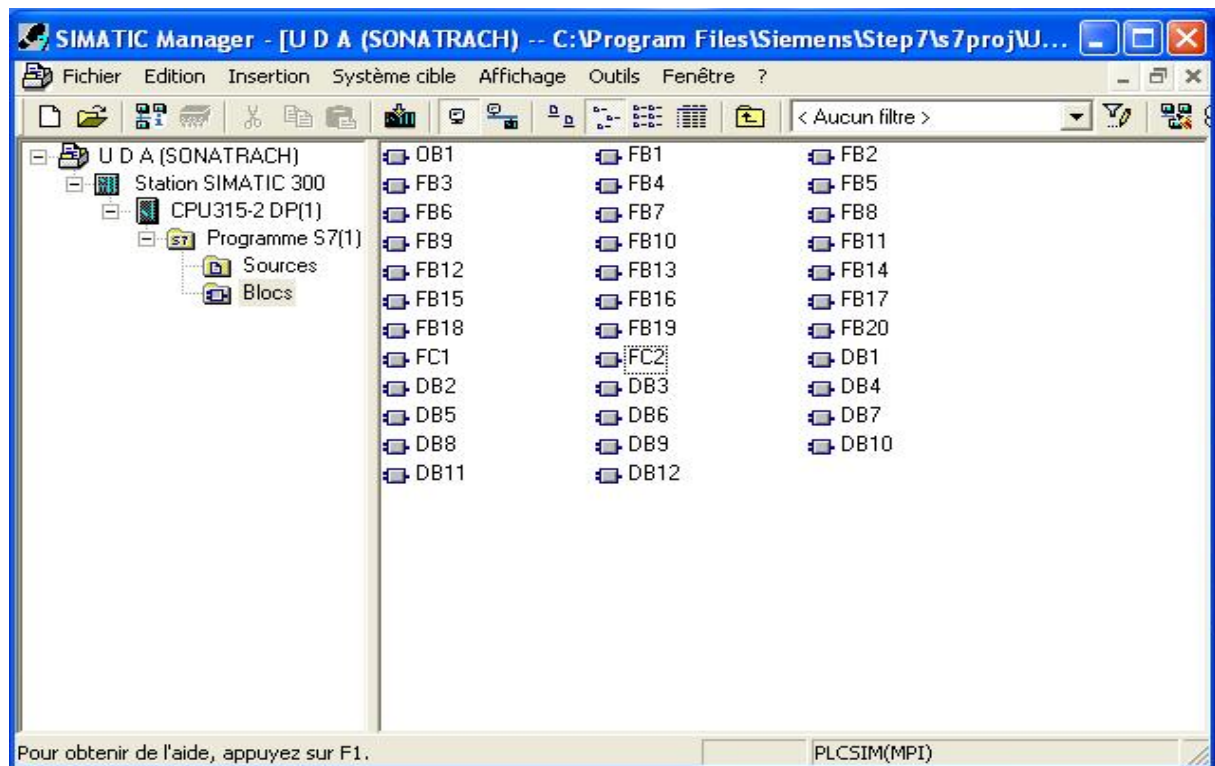 SIMATIC Manager - [U D A (SONATRACH) -- C:\Program Files\Siemens\Step7\s7proj\U...
Fichier Edition Insertion Système cible Affichage Outils Fenêtre ?
< Aucun filtre >
U D A (SONATRACH)
Station SIMATIC 300
CPU315-2 DP(1)
S7 Programme S7(1)
Sources
Blocs
OB1 FB1 FB2
FB3 FB4 FB5
FB6 FB7 FB8
FB9 FB10 FB11
FB12 FB13 FB14
FB15 FB16 FB17
FB18 FB19 FB20
FC1 FC2 DB1
DB2 DB3 DB4
DB5 DB6 DB7
DB8 DB9 DB10
DB11 DB12
Pour obtenir de l'aide, appuyez sur F1. PLCSIM(MPI)